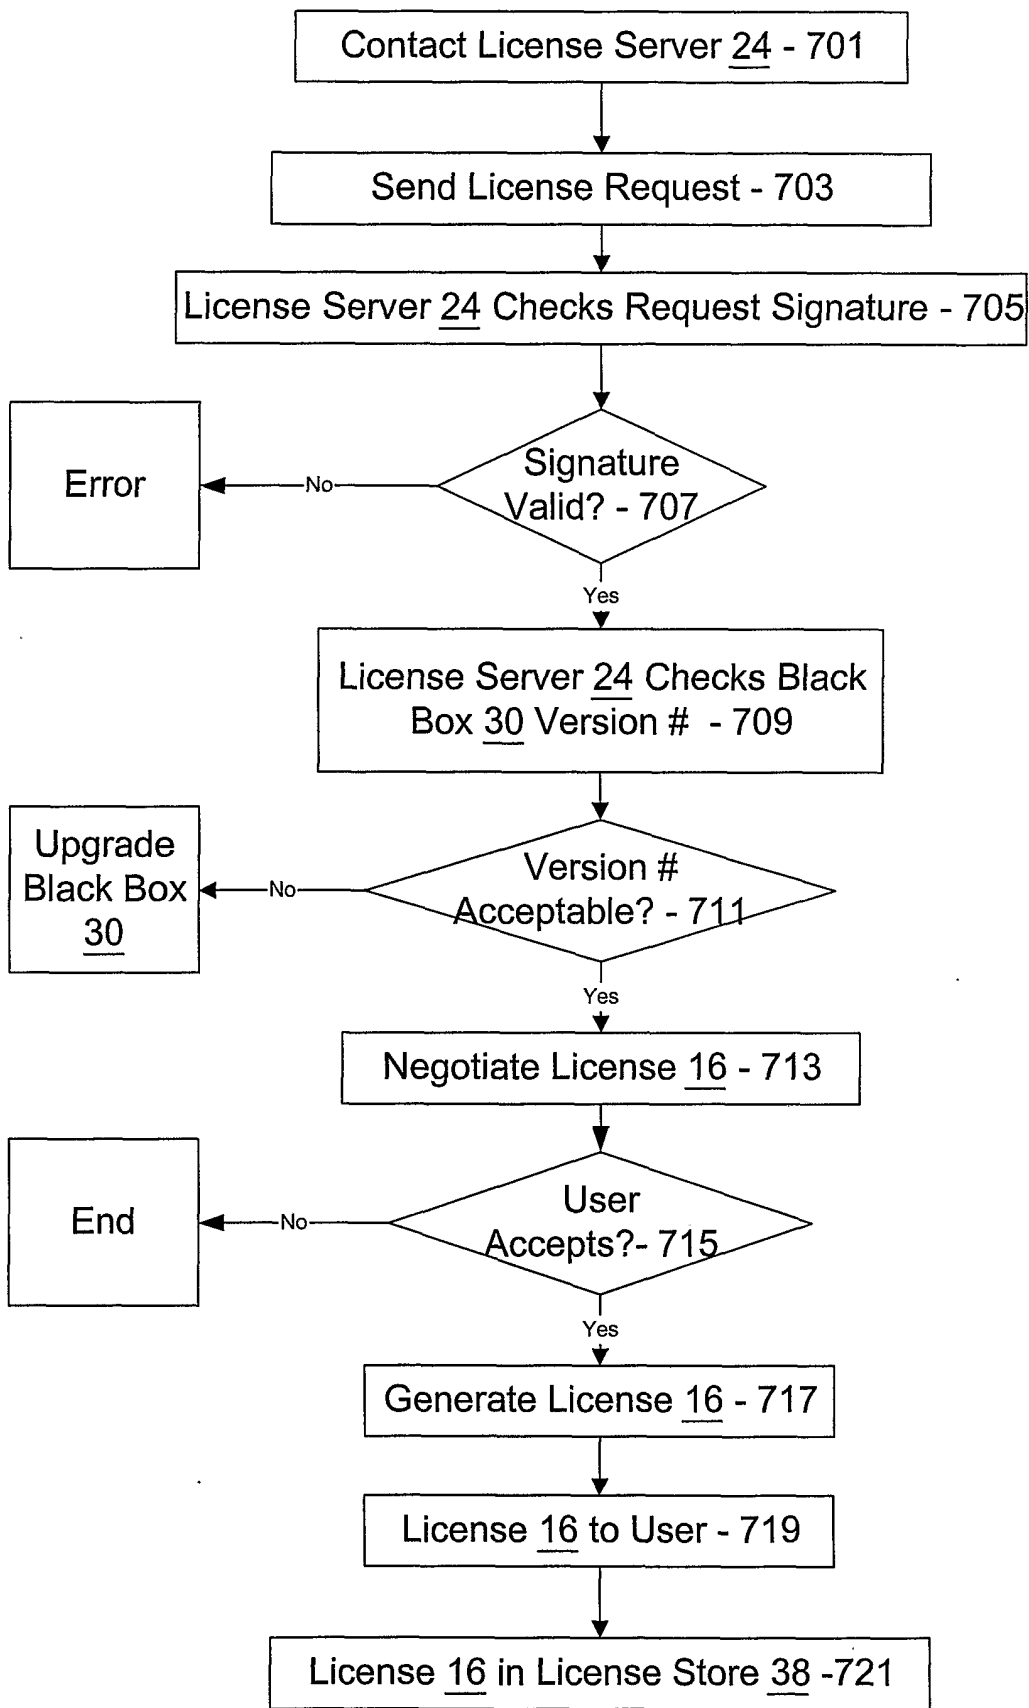 Contact License Server 24 - 701
Send License Request - 703
License Server 24 Checks Request Signature - 705
Signature
Valid? - 707
No
Error
Yes
License Server 24 Checks Black
Box 30 Version # - 709
Version #
Acceptable? - 711
No
Upgrade
Black Box
30
Yes
Negotiate License 16 - 713
User
Accepts?- 715
No
End
Yes
Generate License 16 - 717
License 16 to User - 719
License 16 in License Store 38 -721